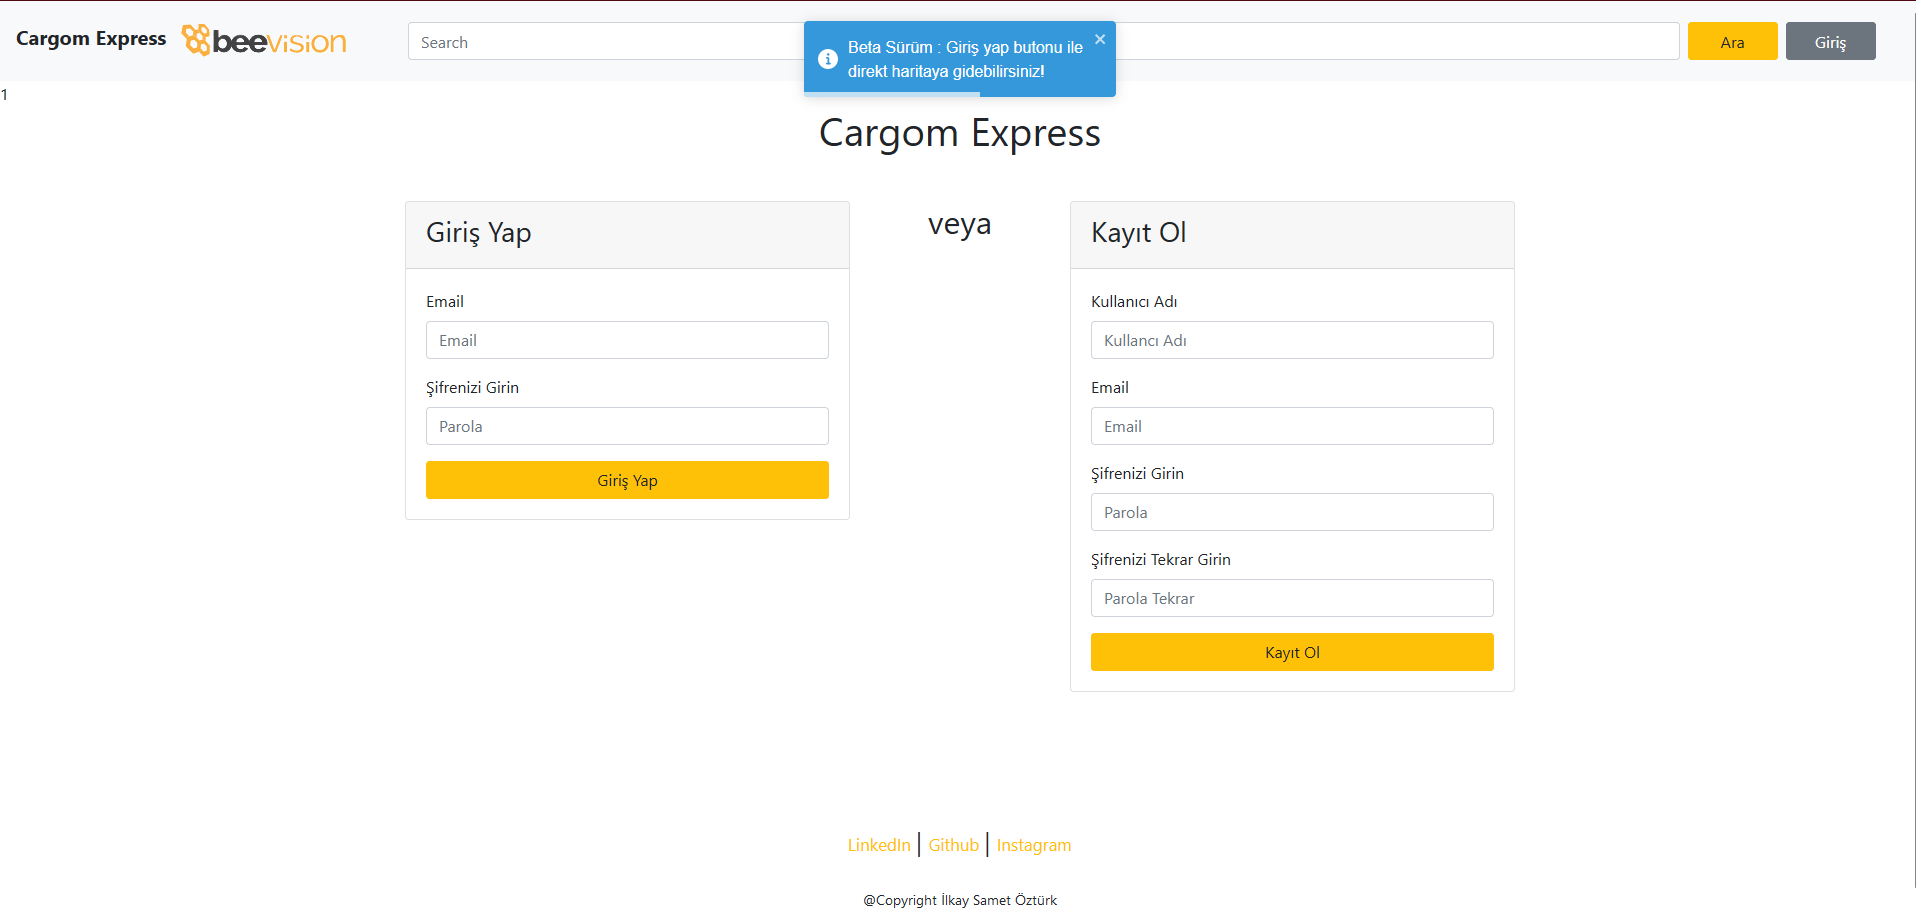 Cargom Express
beevision
Search
Beta Sürüm : Giriş yap butonu ile
direkt haritaya gidebilirsiniz!
Ara
Giriş
1
Cargom Express
Giriş Yap
Email
Email
Şifrenizi Girin
Parola
Giriş Yap
veya
Kayıt Ol
Kullanıcı Adı
Kullancı Adı
Email
Email
Şifrenizi Girin
Parola
Şifrenizi Tekrar Girin
Parola Tekrar
Kayıt Ol
LinkedIn | Github | Instagram
@Copyright İlkay Samet Öztürk